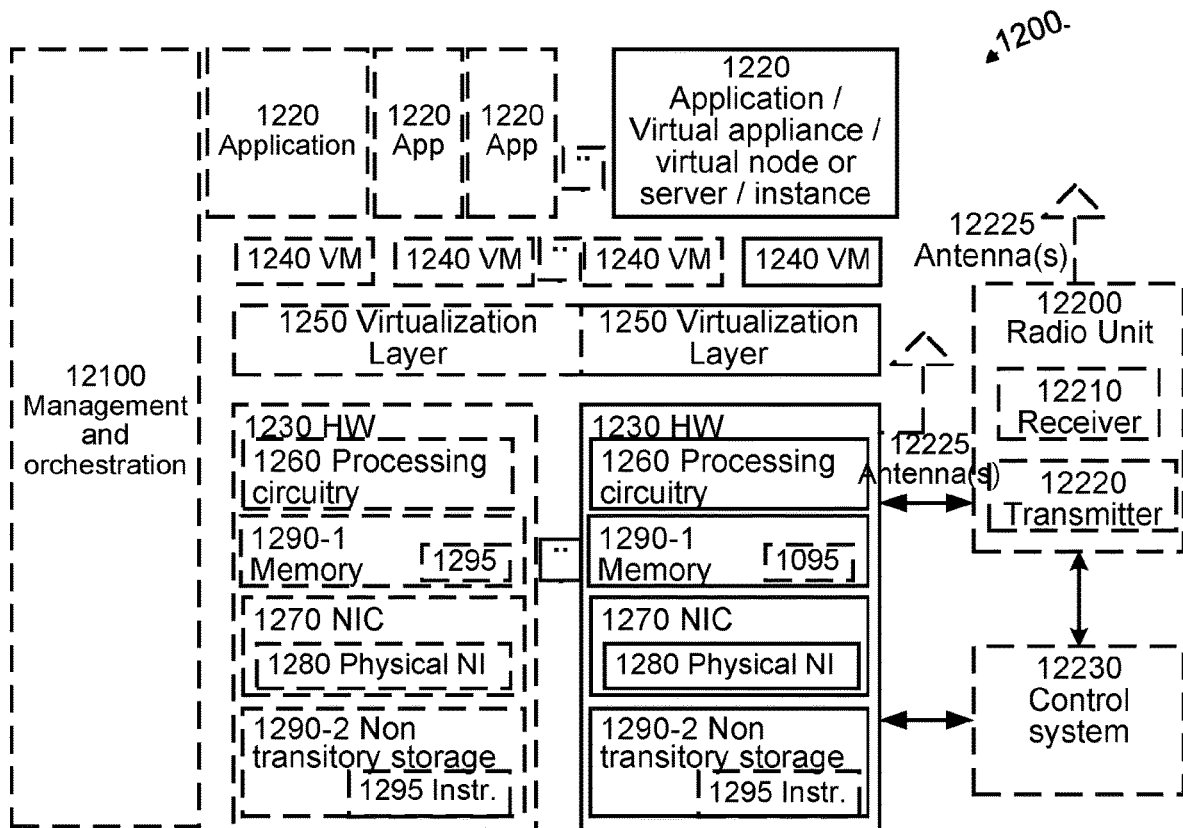 1200
1220
Application
1220
App
1220
App
..
1220
Application /
Virtual appliance /
virtual node or
server / instance
1240 VM
1240 VM
..
1240 VM
1240 VM
1250 Virtualization
Layer
1250 Virtualization
Layer
12100
Management
and
orchestration
1230 HW
1260 Processing
circuitry
1290-1
Memory
1295
1270 NIC
1280 Physical NI
1290-2 Non
transitory storage
1295 Instr.
..
1230 HW
1260 Processing
circuitry
1290-1
Memory
1095
1270 NIC
1280 Physical NI
1290-2 Non
transitory storage
1295 Instr.
12225
Antenna(s)
12225
Antenna(s)
12200
Radio Unit
12210
Receiver
12220
Transmitter
12230
Control
system